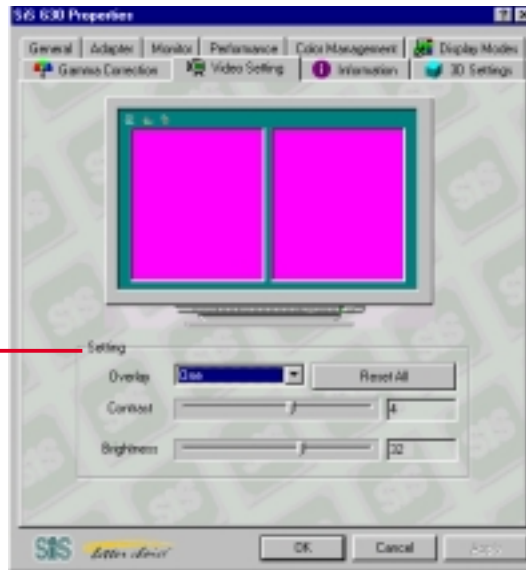 SiS 630 Properties
General Adapter Monitor Performance Color Management Display Modes
Gamma Correction Video Setting Information 3D Settings
Setting
Overlay One Reset All
Contrast 4
Brightness 32
SiS
OK Cancel Apply